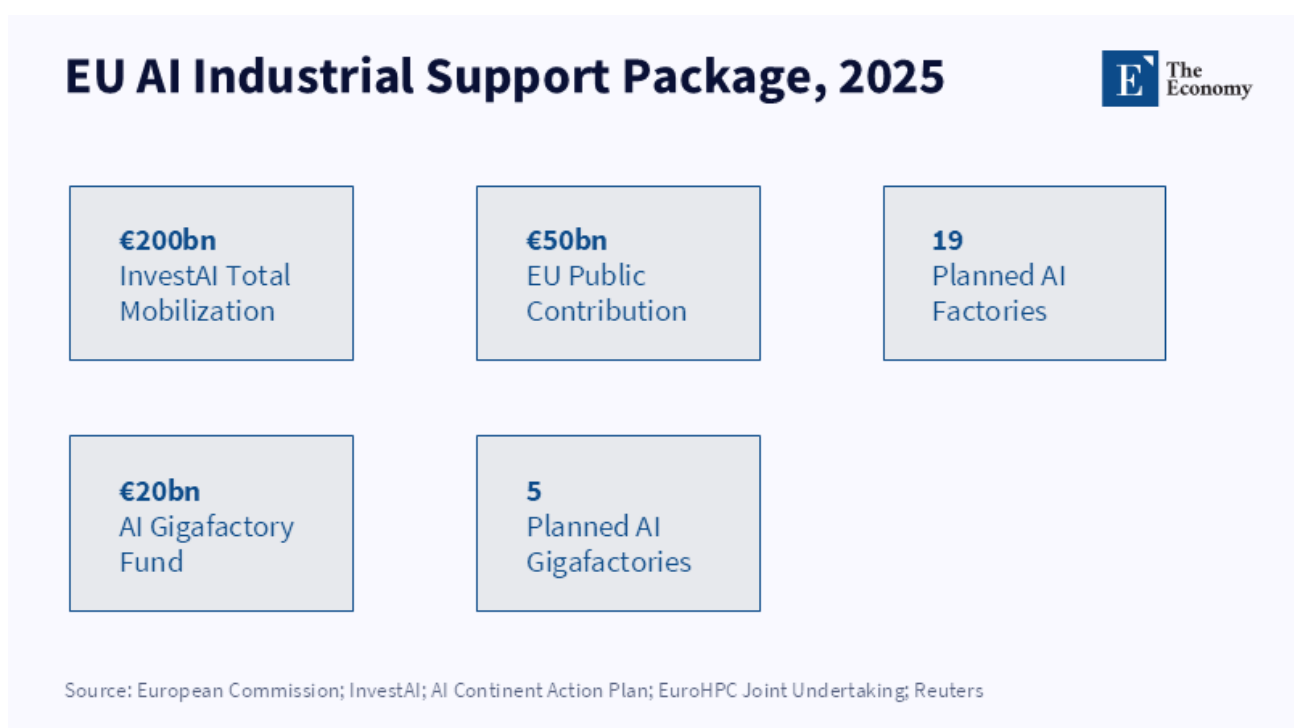 EU AI Industrial Support Package, 2025
E
The
Economy
€200bn
InvestAI Total
Mobilization
€50bn
EU Public
Contribution
19
Planned AI
Factories
€20bn
AI Gigafactory
Fund
5
Planned AI
Gigafactories
Source: European Commission; InvestAI; AI Continent Action Plan; EuroHPC Joint Undertaking; Reuters